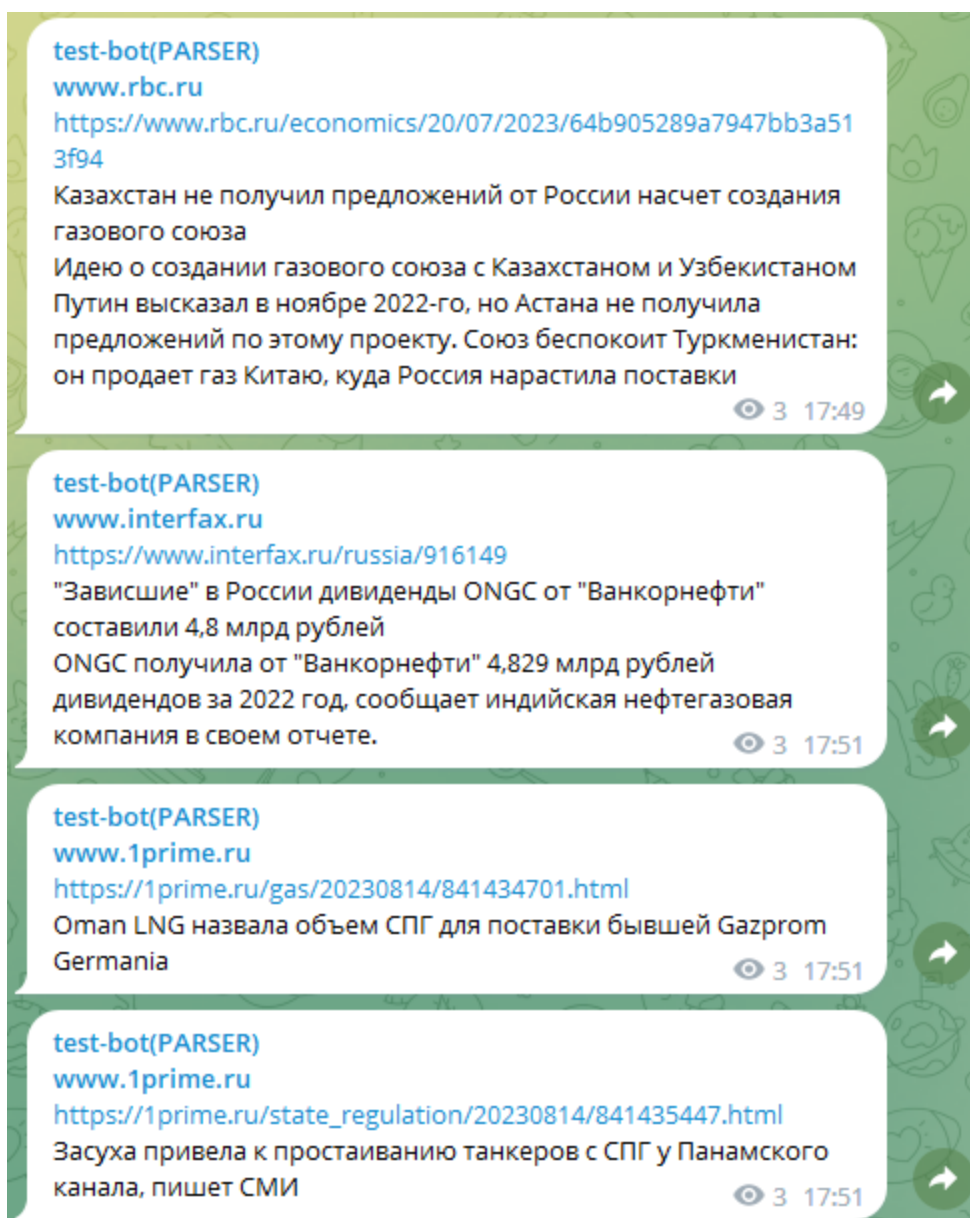 test-bot(PARSER)
www.rbc.ru
https://www.rbc.ru/economics/20/07/2023/64b905289a7947bb3a51
3f94
Казахстан не получил предложений от России насчет создания
газового союза
Идею о создании газового союза с Казахстаном и Узбекистаном
Путин высказал в ноябре 2022-го, но Астана не получила
предложений по этому проекту. Союз беспокоит Туркменистан:
он продает газ Китаю, куда Россия нарастила поставки
3 17:49
test-bot(PARSER)
www.interfax.ru
https://www.interfax.ru/russia/916149
"Зависшие" в России дивиденды ONGC от "Ванкорнефти"
составили 4,8 млрд рублей
ONGC получила от "Ванкорнефти" 4,829 млрд рублей
дивидендов за 2022 год, сообщает индийская нефтегазовая
компания в своем отчете.
3 17:51
test-bot(PARSER)
www.1prime.ru
https://1prime.ru/gas/20230814/841434701.html
Oman LNG назвала объем СПГ для поставки бывшей Gazprom
Germania
3 17:51
test-bot(PARSER)
www.1prime.ru
https://1prime.ru/state_regulation/20230814/841435447.html
Засуха привела к простаиванию танкеров с СПГ у Панамского
канала, пишет СМИ
3 17:51